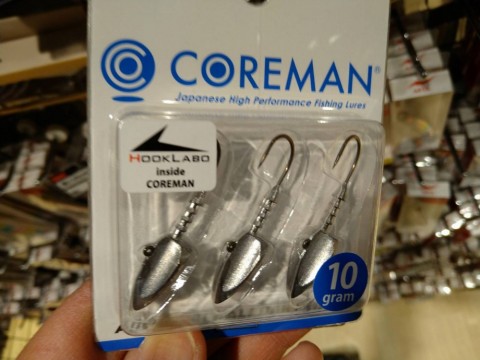 COREMAN®
Japanese High Performance Fishing Lures
HOOKLABO
inside
COREMAN
10
gram